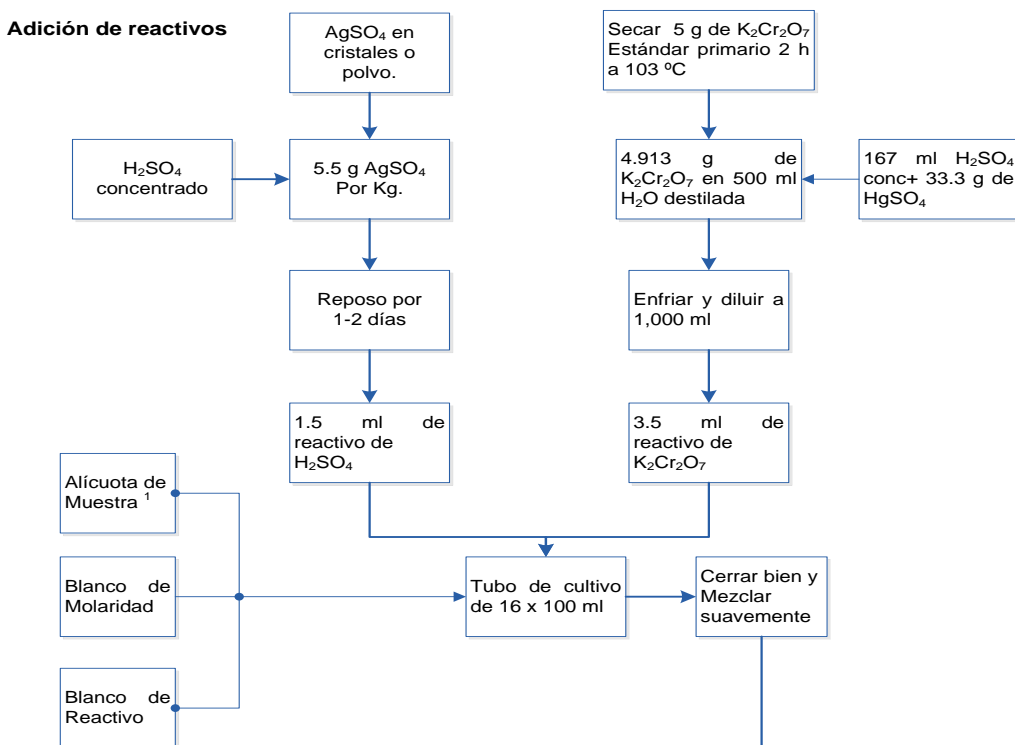 Adición de reactivos
AgSO₄ en
cristales o
polvo.
Secar 5 g de K₂Cr₂O₇
Estándar primario 2 h
a 103 ºC
H₂SO₄
concentrado
5.5 g AgSO₄
Por Kg.
4.913 g de
K₂Cr₂O₇ en 500 ml
H₂O destilada
167 ml H₂SO₄
conc+ 33.3 g de
HgSO₄
Reposo por
1-2 días
Enfriar y diluir a
1,000 ml
1.5 ml de
reactivo de
H₂SO₄
3.5 ml de
reactivo de
K₂Cr₂O₇
Alícuota de
Muestra ¹
Blanco de
Molaridad
Blanco de
Reactivo
Tubo de cultivo
de 16 x 100 ml
Cerrar bien y
Mezclar
suavemente